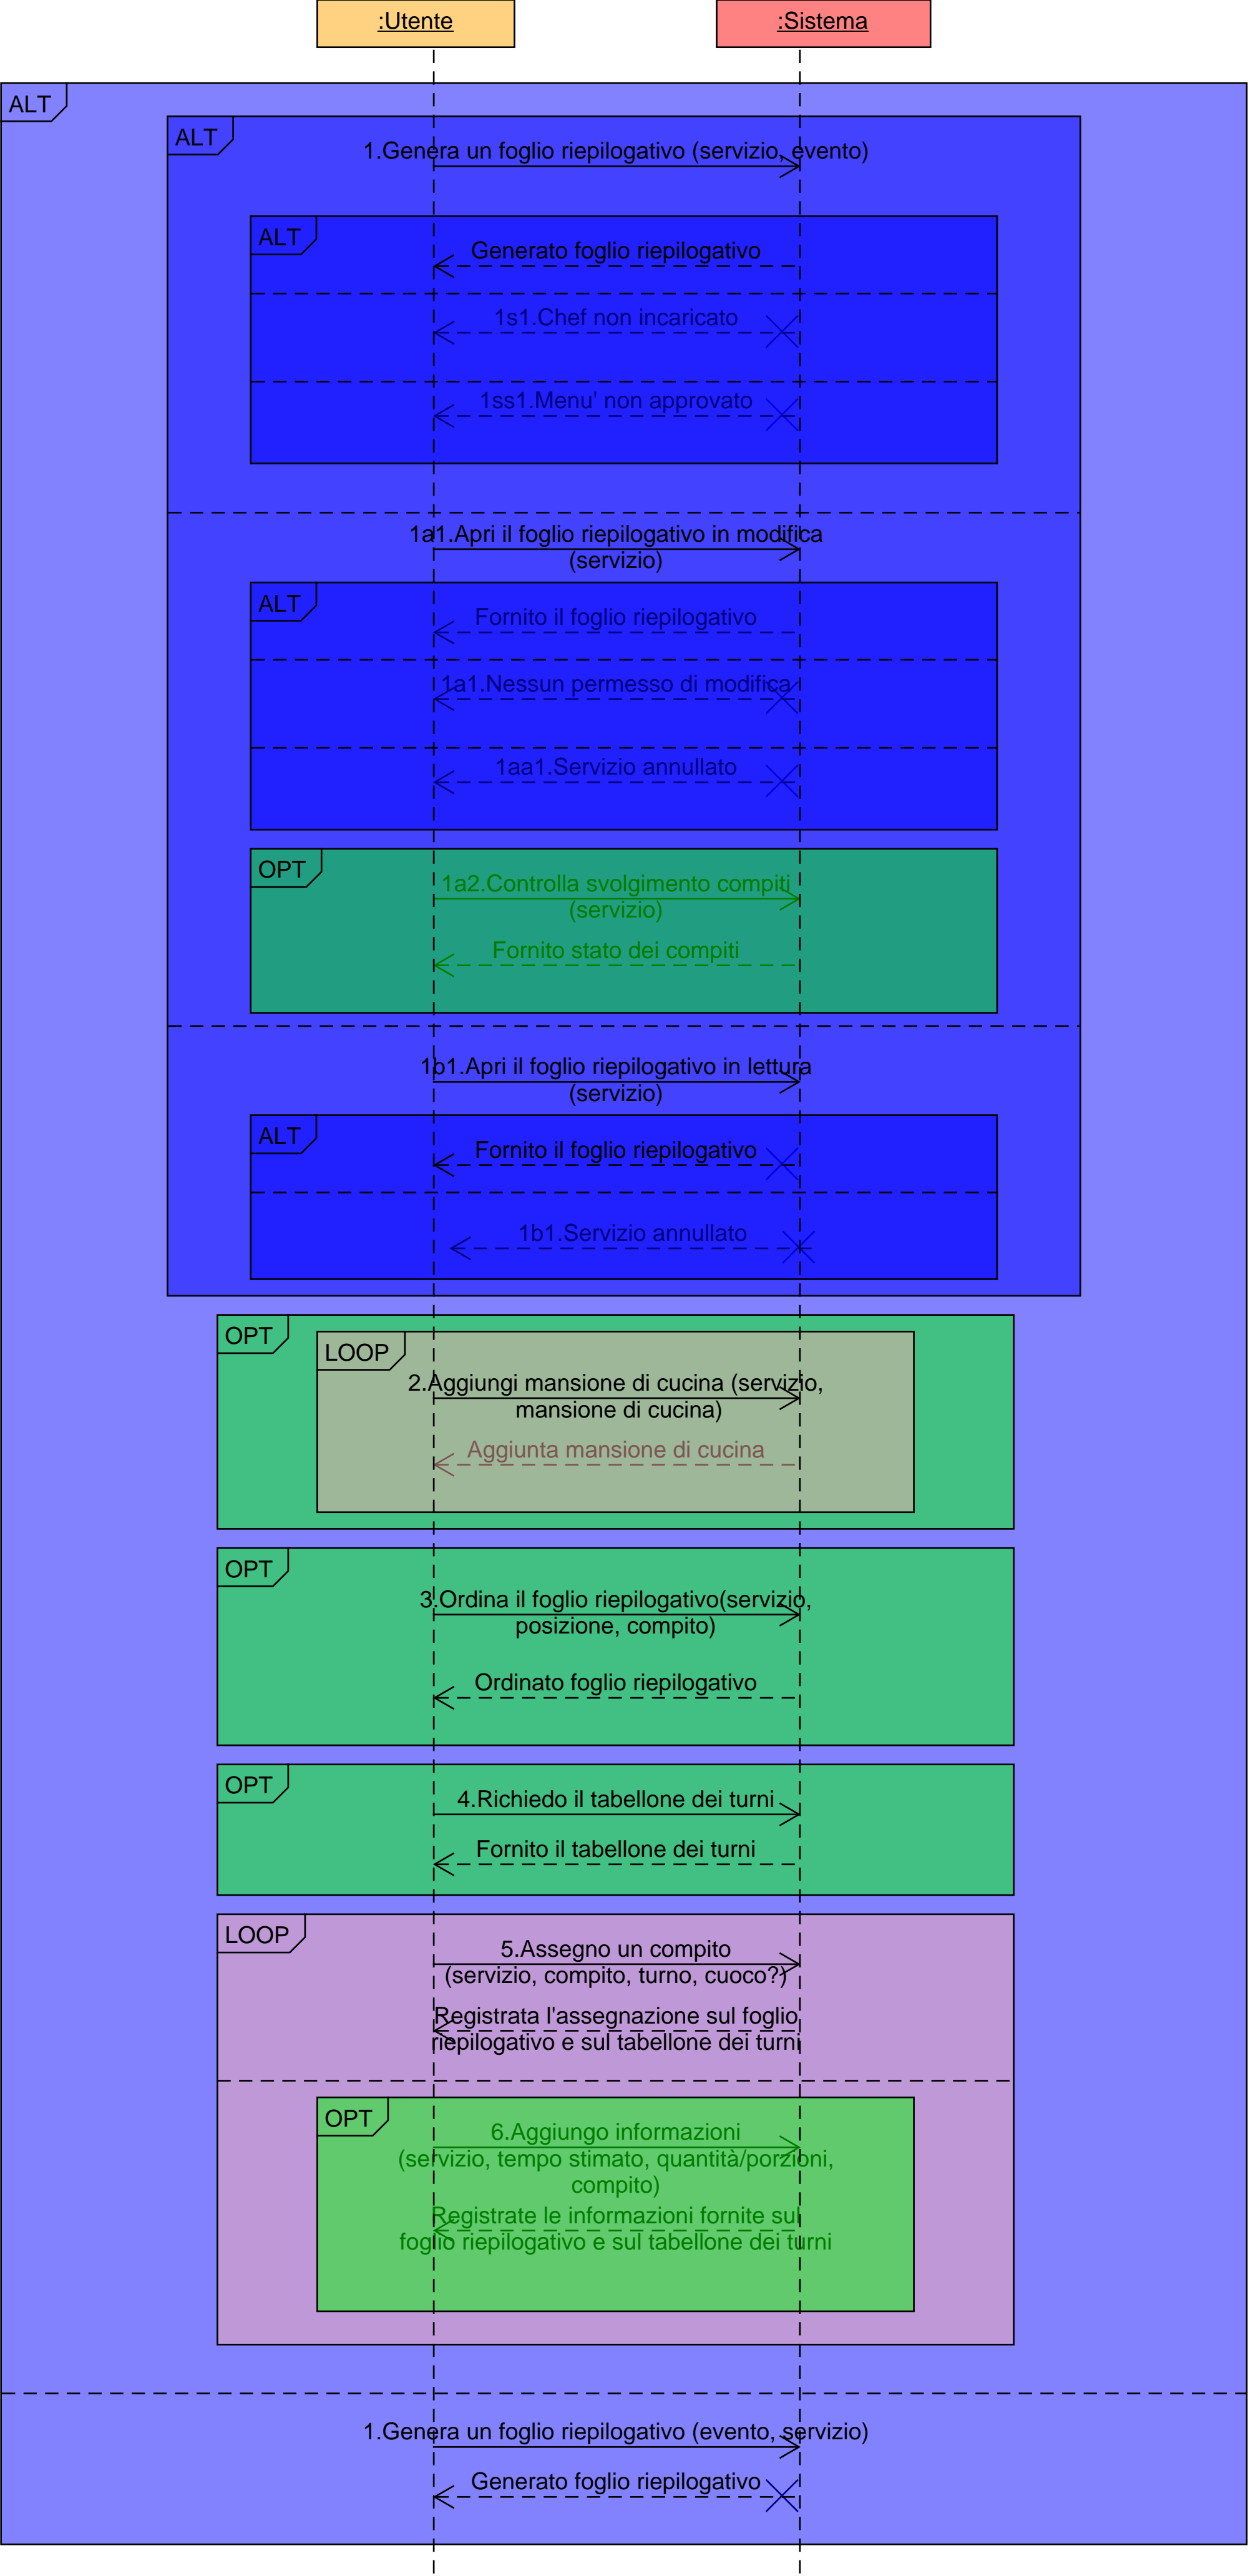 :Utente
:Sistema
ALT
ALT
1.Genera un foglio riepilogativo (servizio, evento)
ALT
Generato foglio riepilogativo
1s1.Chef non incaricato
1ss1.Menu' non approvato
1a1.Apri il foglio riepilogativo in modifica
(servizio)
ALT
Fornito il foglio riepilogativo
1a1.Nessun permesso di modifica
1aa1.Servizio annullato
OPT
1a2.Controlla svolgimento compiti
(servizio)
Fornito stato dei compiti
1b1.Apri il foglio riepilogativo in lettura
(servizio)
ALT
Fornito il foglio riepilogativo
1b1.Servizio annullato
OPT
LOOP
2.Aggiungi mansione di cucina (servizio,
mansione di cucina)
Aggiunta mansione di cucina
OPT
3.Ordina il foglio riepilogativo(servizio,
posizione, compito)
Ordinato foglio riepilogativo
OPT
4.Richiedo il tabellone dei turni
Fornito il tabellone dei turni
LOOP
5.Assegno un compito
(servizio, compito, turno, cuoco?)
Registrata l'assegnazione sul foglio
riepilogativo e sul tabellone dei turni
OPT
6.Aggiungo informazioni
(servizio, tempo stimato, quantità/porzioni,
compito)
Registrate le informazioni fornite sul
foglio riepilogativo e sul tabellone dei turni
1.Genera un foglio riepilogativo (evento, servizio)
Generato foglio riepilogativo